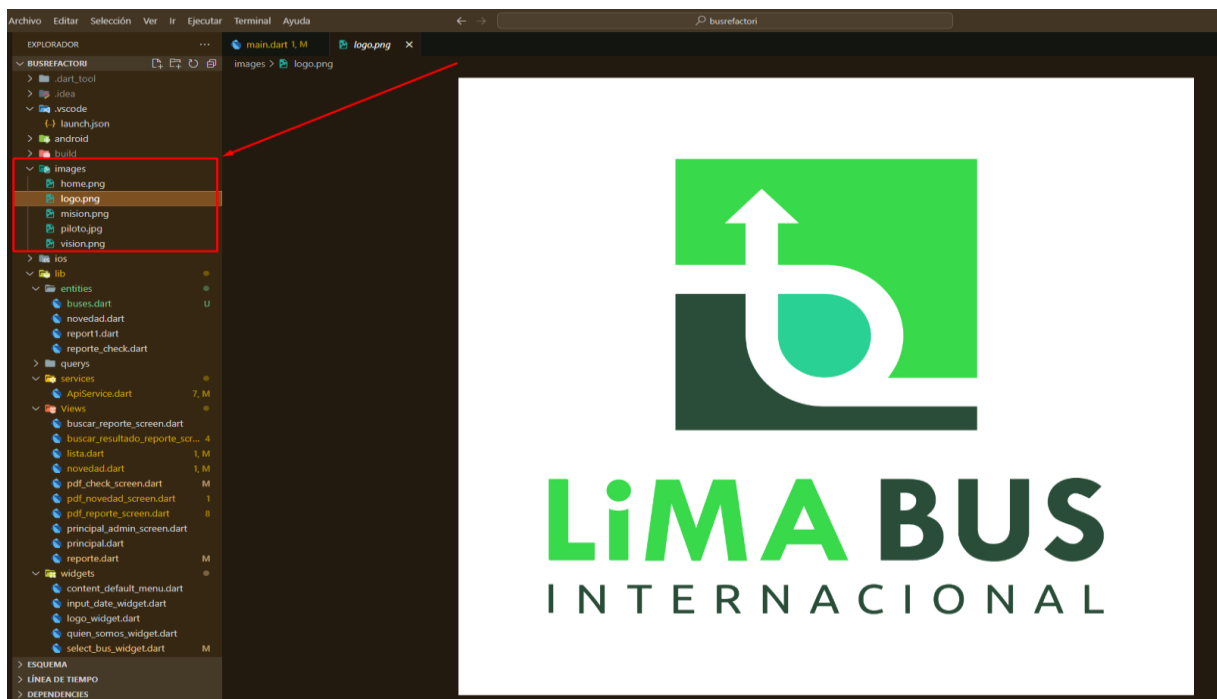 Archivo Editar Selección Ver Ir Ejecutar Terminal Ayuda busrefactori
EXPLORADOR ...
main.dart 1, M
logo.png
BUSREFACTORI
images > logo.png
.dart_tool
.idea
.vscode
{..} launch.json
android
build
images
home.png
logo.png
mision.png
piloto.jpg
vision.png
ios
lib
entities
buses.dart U
novedad.dart
report1.dart
reporte_check.dart
querys
services
ApiService.dart 7, M
Views
buscar_reporte_screen.dart
buscar_resultado_reporte_scr... 4
lista.dart 1, M
novedad.dart 1, M
pdf_check_screen.dart M
pdf_novedad_screen.dart 1
pdf_reporte_screen.dart 8
principal_admin_screen.dart
principal.dart
reporte.dart M
widgets
content_default_menu.dart
input_date_widget.dart
logo_widget.dart
quien_somos_widget.dart
select_bus_widget.dart M
ESQUEMA
LÍNEA DE TIEMPO
DEPENDENCIES
LiMA BUS
INTERNACIONAL